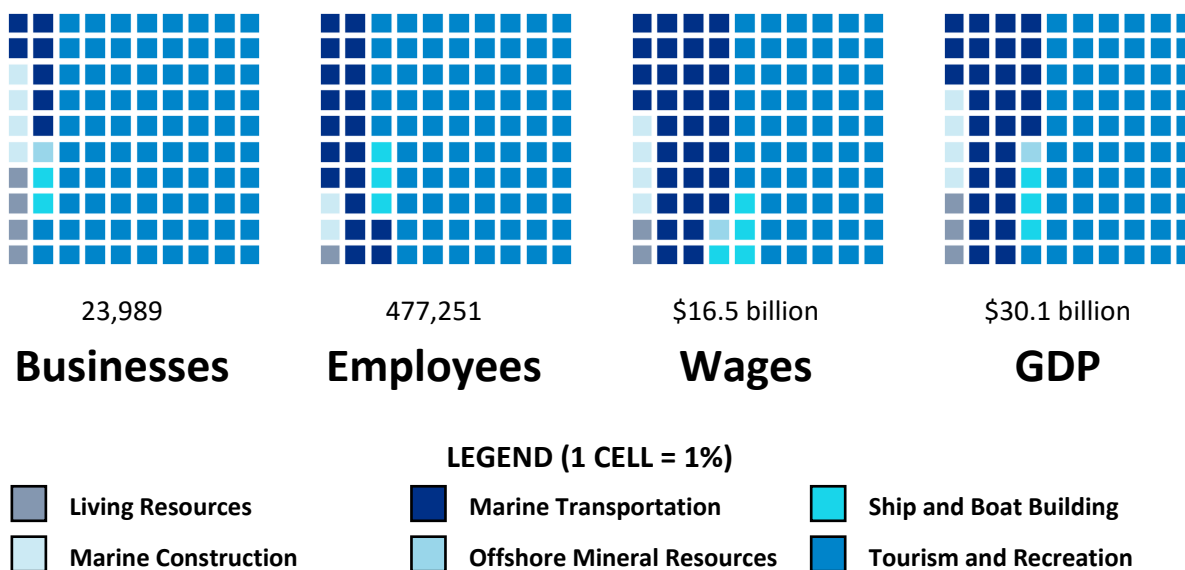 23,989
477,251
$16.5 billion
$30.1 billion
Businesses
Employees
Wages
GDP
LEGEND (1 CELL = 1%)
Living Resources
Marine Transportation
Ship and Boat Building
Marine Construction
Offshore Mineral Resources
Tourism and Recreation